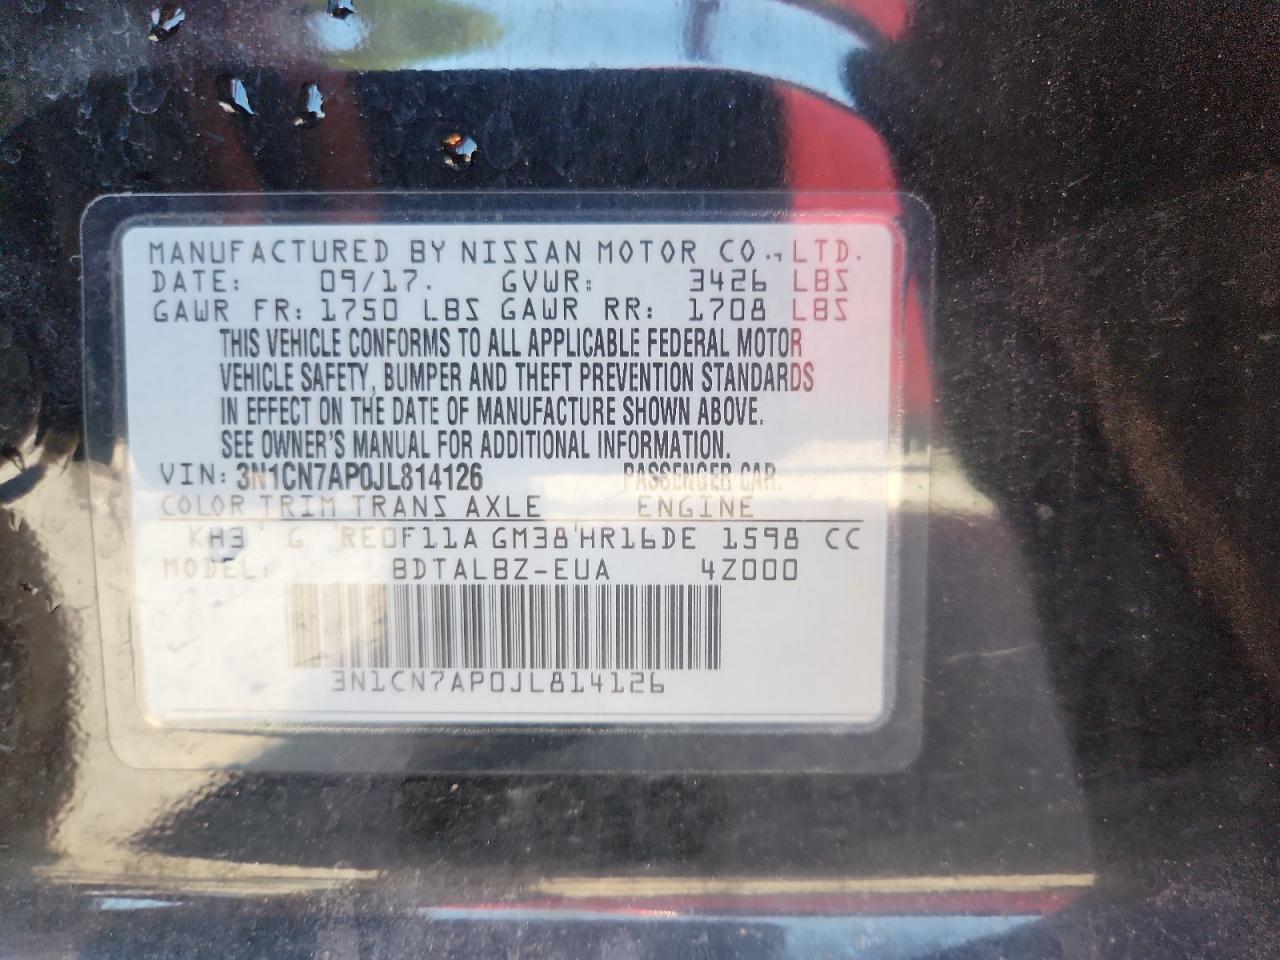 MANUFACTURED BY NISSAN MOTOR CO., LTD.
DATE: 09/17. GVWR: 3426 LBS
GAWR FR: 1750 LBS GAWR RR: 1708 LBS
THIS VEHICLE CONFORMS TO ALL APPLICABLE FEDERAL MOTOR
VEHICLE SAFETY, BUMPER AND THEFT PREVENTION STANDARDS
IN EFFECT ON THE DATE OF MANUFACTURE SHOWN ABOVE.
SEE OWNER'S MANUAL FOR ADDITIONAL INFORMATION.
VIN: 3N1CN7AP0JL814126 PASSENGER CAR.
COLOR TRIM TRANS AXLE ENGINE
KH3 G RE0F11A GM38 HR16DE 1598 CC
MODEL: BDTALBZ-EUA 4Z000
3N1CN7AP0JL814126